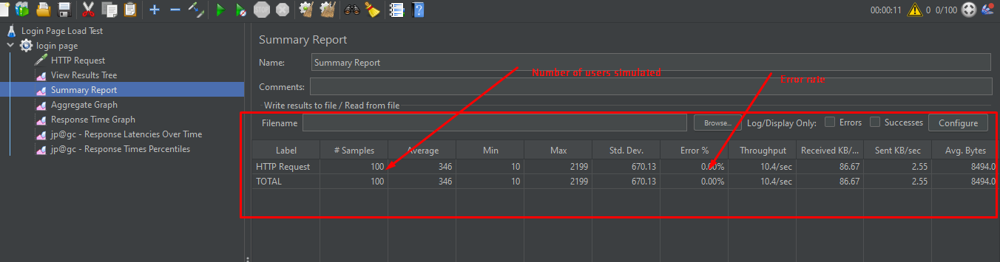 00:00:11 0 0/100
Login Page Load Test
login page
HTTP Request
View Results Tree
Summary Report
Aggregate Graph
Response Time Graph
jp@gc - Response Latencies Over Time
jp@gc - Response Times Percentiles
Summary Report
Name: Summary Report
Number of users simulated
Error rate
Comments:
Write results to file / Read from file
Filename Browse... Log/Display Only: Errors Successes Configure
Label # Samples Average Min Max Std. Dev. Error % Throughput Received KB/... Sent KB/sec Avg. Bytes
HTTP Request 100 346 10 2199 670.13 0.00% 10.4/sec 86.67 2.55 8494.0
TOTAL 100 346 10 2199 670.13 0.00% 10.4/sec 86.67 2.55 8494.0